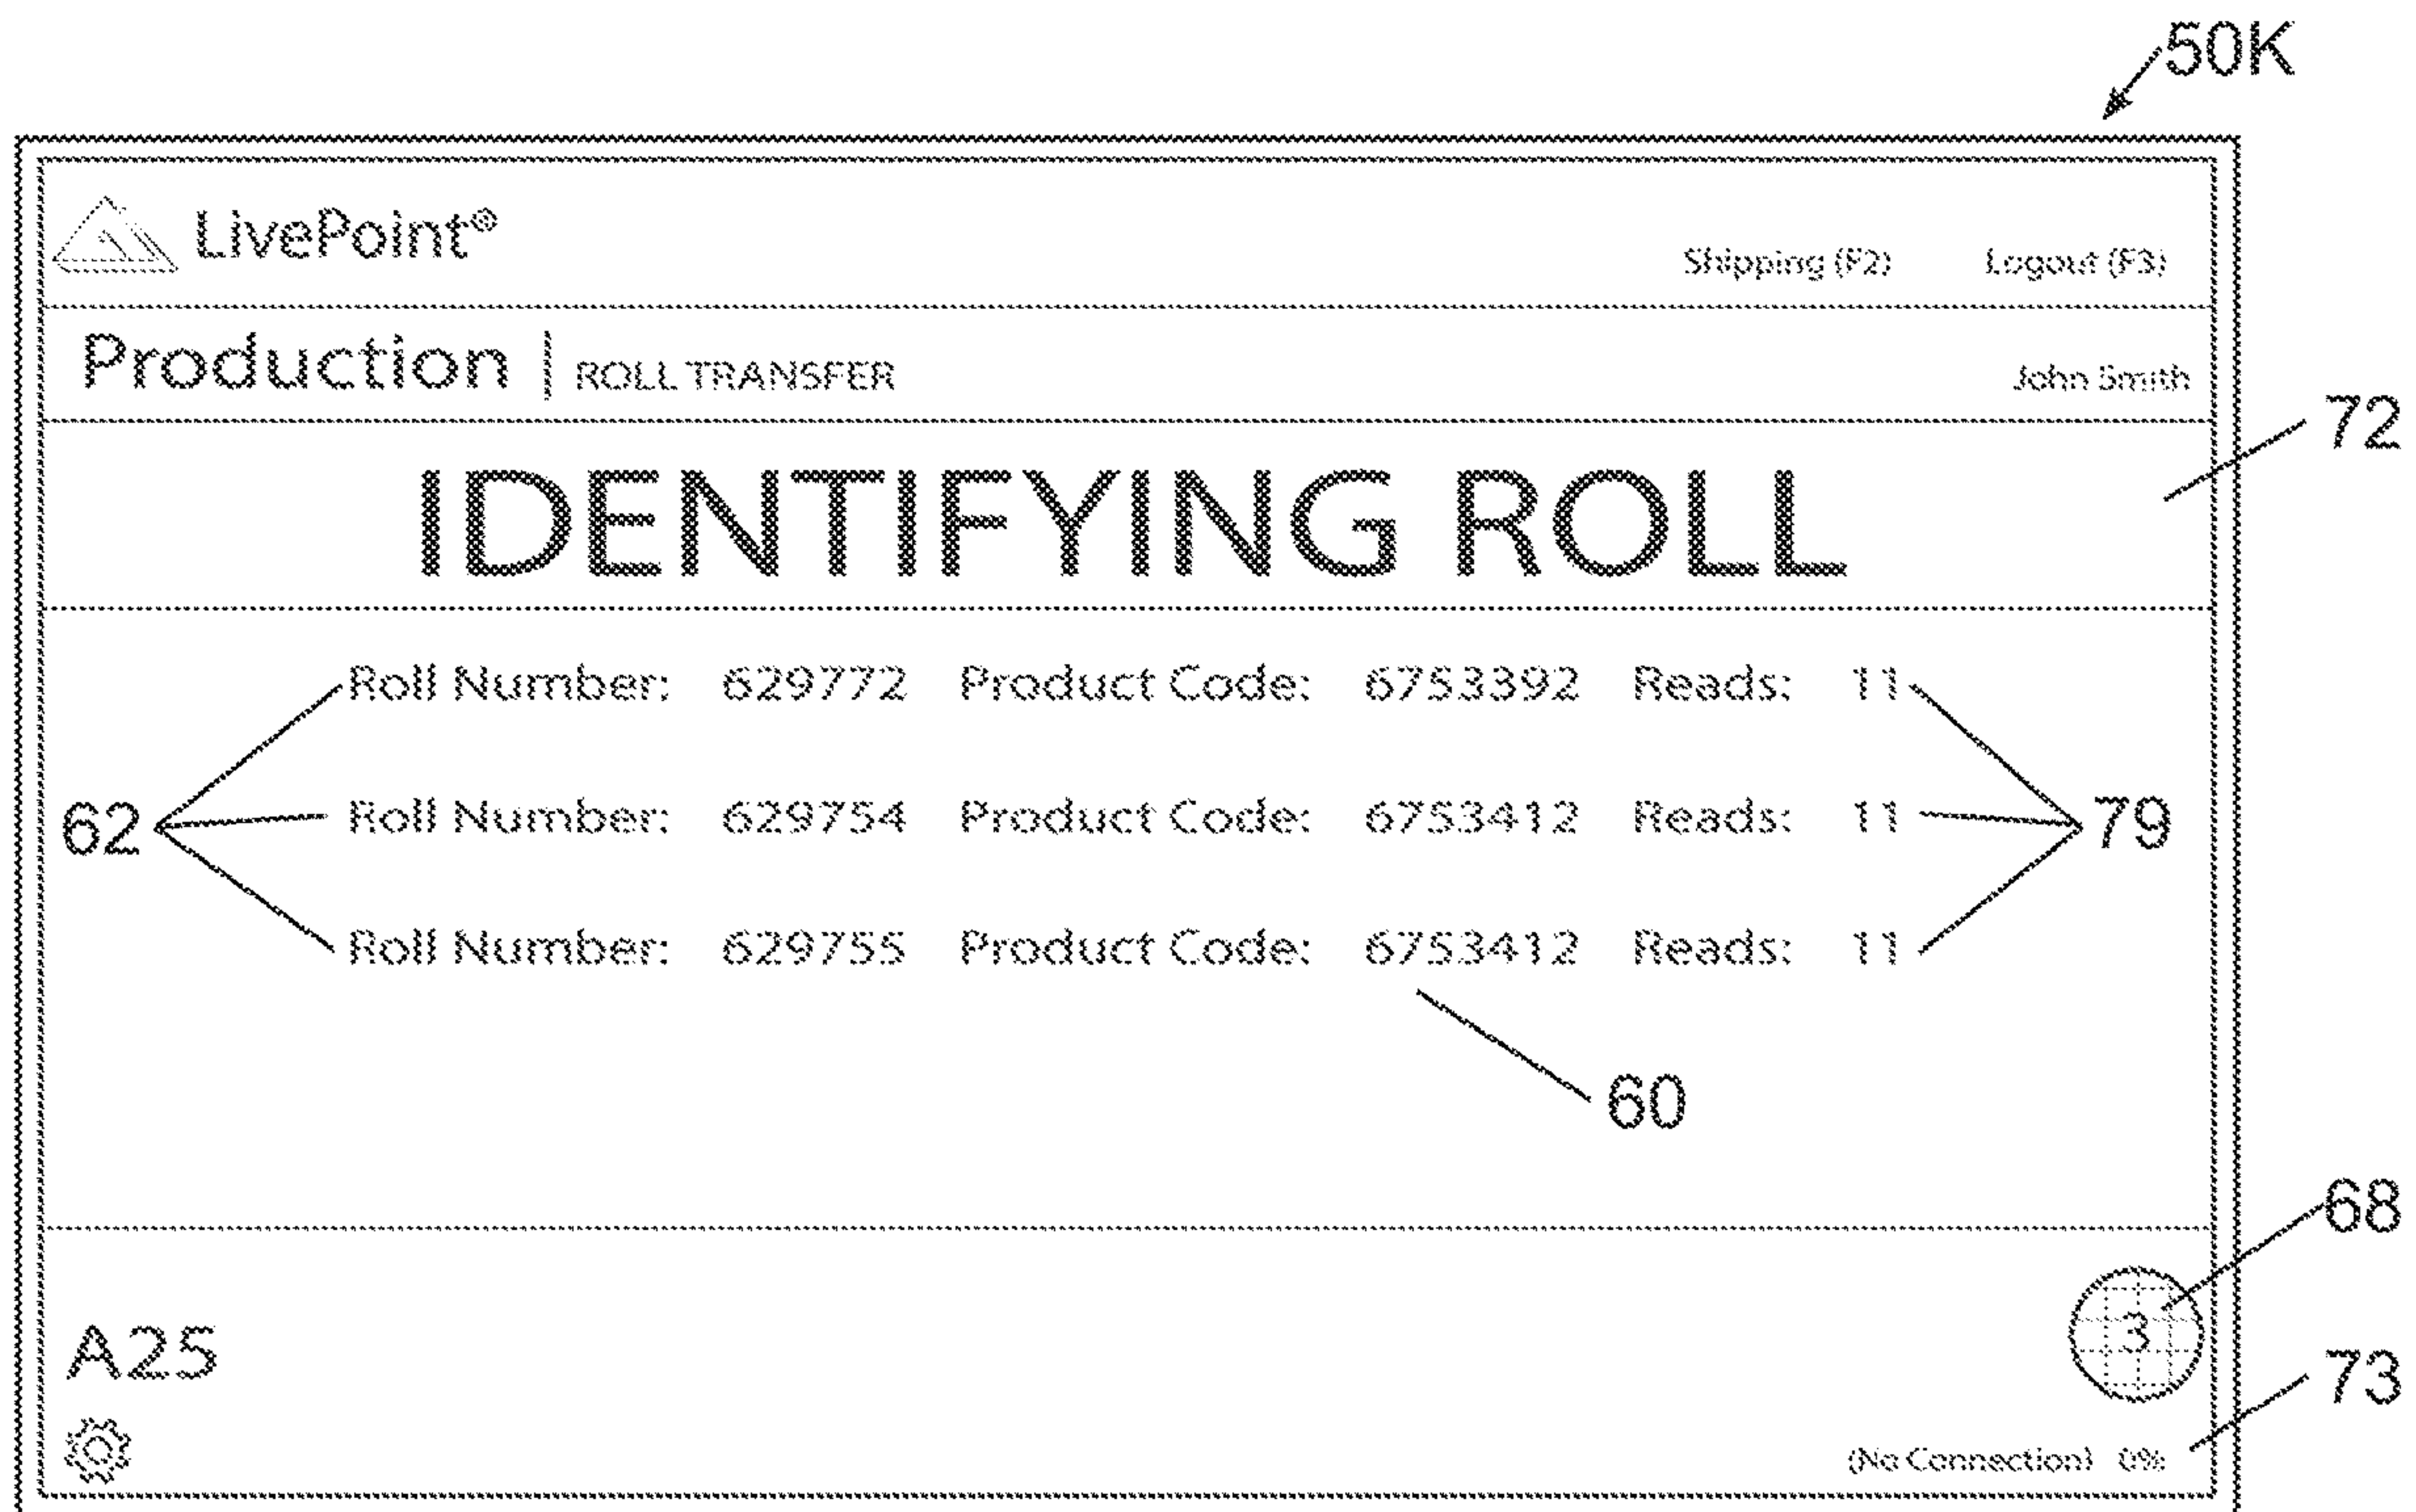 50K
LivePoint®
Shipping (F2) Logout (F3)
Production | ROLL TRANSFER John Smith
72
IDENTIFYING ROLL
Roll Number: 629772 Product Code: 6753392 Reads: 11
62 Roll Number: 629754 Product Code: 6753412 Reads: 11 79
Roll Number: 629755 Product Code: 6753412 Reads: 11
60
68
3
A25
73
(No Connection) 0%